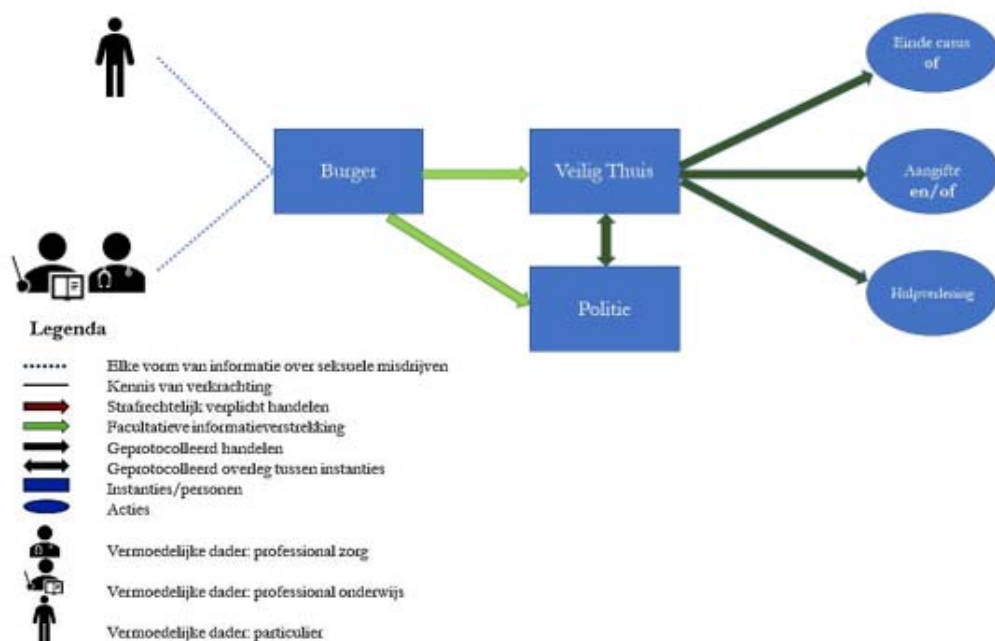 Einde casus
of
Burger
Veilig Thuis
Aangifte
en/of
Politie
Hulpverlening
Legenda
Elke vorm van informatie over seksuele misdrijven
Kennis van verkrachting
Strafrechtelijk verplicht handelen
Facultatieve informatieverstrekking
Geprotocolleerd handelen
Geprotocolleerd overleg tussen instanties
Instanties/personen
Acties
Vermoedelijke dader: professional zorg
Vermoedelijke dader: professional onderwijs
Vermoedelijke dader: particulier